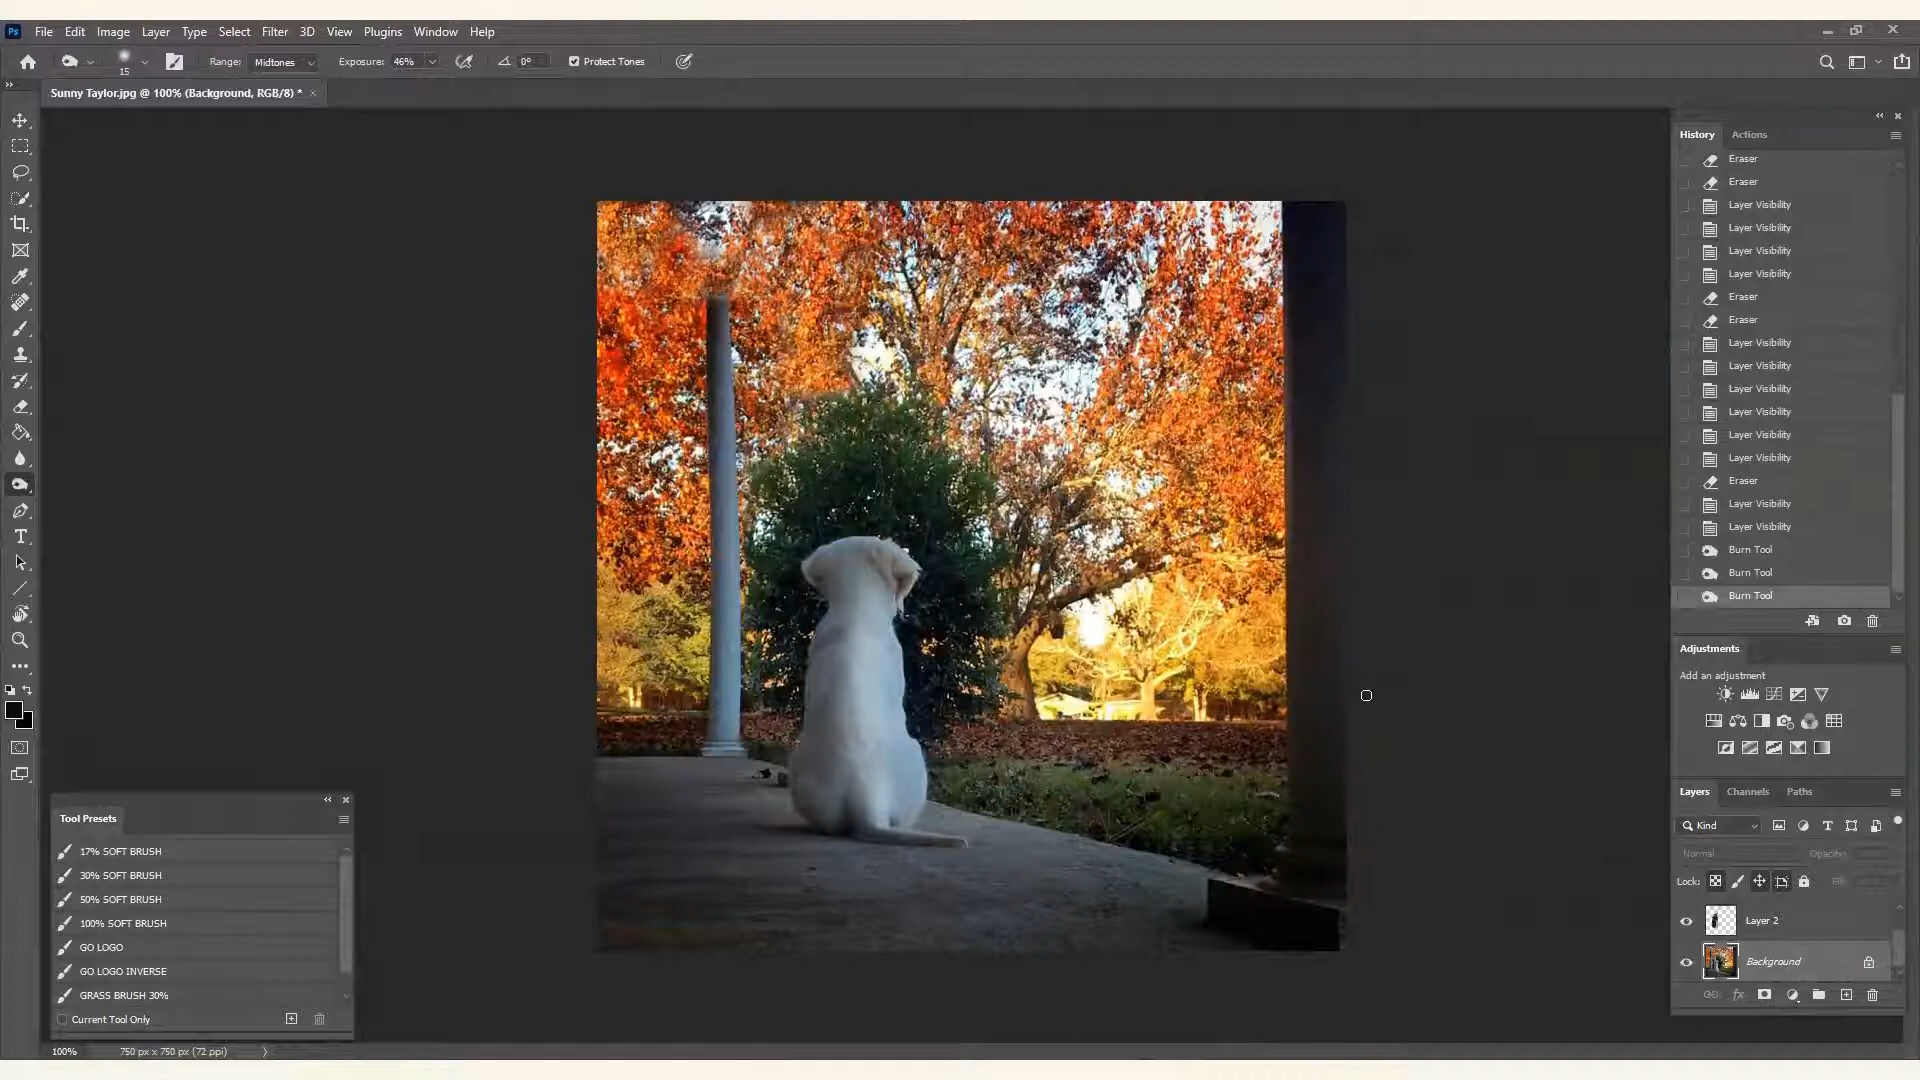 Ps File Edit Image Layer Type Select Filter 3D View Plugins Window Help
15 Range: Midtones Exposure: 46% 0° Protect Tones
Sunny Taylor.jpg @ 100% (Background, RGB/8) *
History Actions
Eraser
Eraser
Layer Visibility
Layer Visibility
Layer Visibility
Layer Visibility
Eraser
Eraser
Layer Visibility
Layer Visibility
Layer Visibility
Layer Visibility
Layer Visibility
Layer Visibility
Eraser
Layer Visibility
Layer Visibility
Burn Tool
Burn Tool
Burn Tool
Adjustments
Add an adjustment
Layers Channels Paths
Kind
Normal Opacity:
Lock:
Layer 2
Background
fx
Tool Presets
17% SOFT BRUSH
30% SOFT BRUSH
50% SOFT BRUSH
100% SOFT BRUSH
GO LOGO
GO LOGO INVERSE
GRASS BRUSH 30%
Current Tool Only
100% 750 px x 750 px (72 ppi)